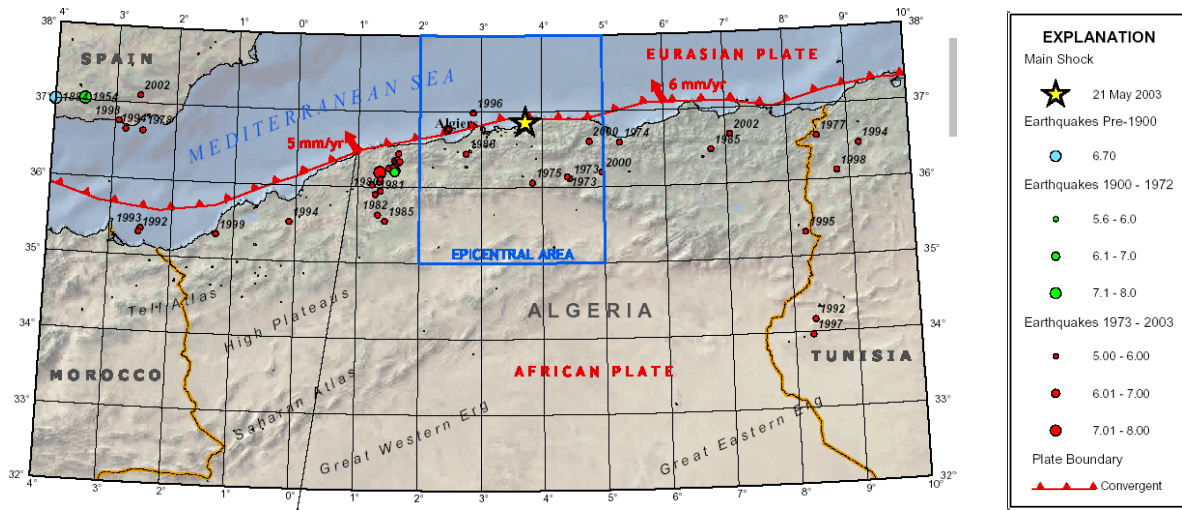 4° 3° 2° 1° 0° 1° 2° 3° 4° 5° 6° 7° 8° 9° 10°
38° 38°
SPAIN
EURASIAN PLATE
6 mm/yr
MEDITERRANEAN SEA
2002
37° 37°
1884 1954
1993
1994
1978
1996
Algiers
1988
2000 1974
2002
1977
1994
5 mm/yr
1985
36° 36°
1980
1981
1975
1973
1973
2000
1998
1982
1985
1993
1992
1999
1994
1995
35° 35°
EPICENTRAL AREA
Tell Atlas
High Plateaus
ALGERIA
1992
1997
34° 34°
MOROCCO
AFRICAN PLATE
TUNISIA
Saharan Atlas
33° 33°
Great Western Erg
Great Eastern Erg
32° 32°
4° 3° 2° 1° 0° 1° 2° 3° 4° 5° 6° 7° 8° 9° 10°
EXPLANATION
Main Shock
21 May 2003
Earthquakes Pre-1900
6.70
Earthquakes 1900 - 1972
5.6 - 6.0
6.1 - 7.0
7.1 - 8.0
Earthquakes 1973 - 2003
5.00 - 6.00
6.01 - 7.00
7.01 - 8.00
Plate Boundary
Convergent